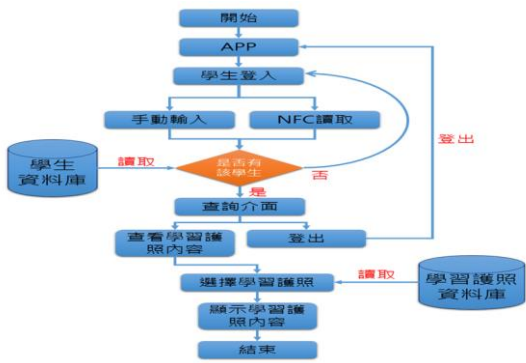 開始
APP
學生登入
手動輸入
NFC讀取
登出
學生
資料庫
讀取
是否有
該學生
否
是
查詢介面
查看學習護
照內容
登出
選擇學習護照
讀取
學習護照
資料庫
顯示學習護
照內容
結束